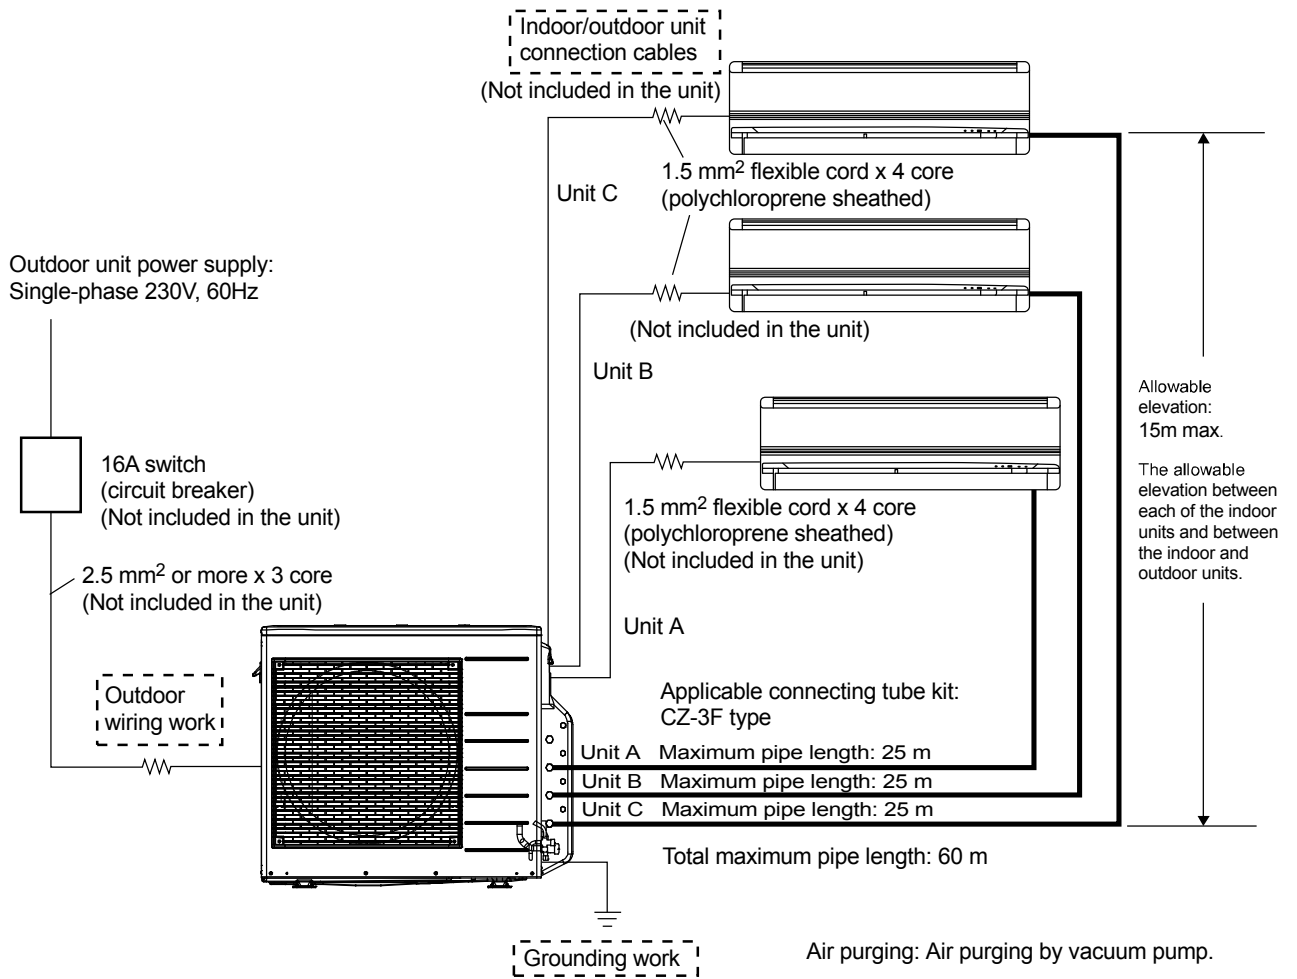 Indoor/outdoor unit
connection cables
(Not included in the unit)
1.5 mm² flexible cord x 4 core
(polychloroprene sheathed)
Unit C
Outdoor unit power supply:
Single-phase 230V, 60Hz
(Not included in the unit)
Unit B
Allowable
elevation:
15m max.
The allowable
elevation between
each of the indoor
units and between
the indoor and
outdoor units.
16A switch
(circuit breaker)
(Not included in the unit)
1.5 mm² flexible cord x 4 core
(polychloroprene sheathed)
(Not included in the unit)
2.5 mm² or more x 3 core
(Not included in the unit)
Unit A
Outdoor
wiring work
Applicable connecting tube kit:
CZ-3F type
Unit A Maximum pipe length: 25 m
Unit B Maximum pipe length: 25 m
Unit C Maximum pipe length: 25 m
Total maximum pipe length: 60 m
Grounding work
Air purging: Air purging by vacuum pump.